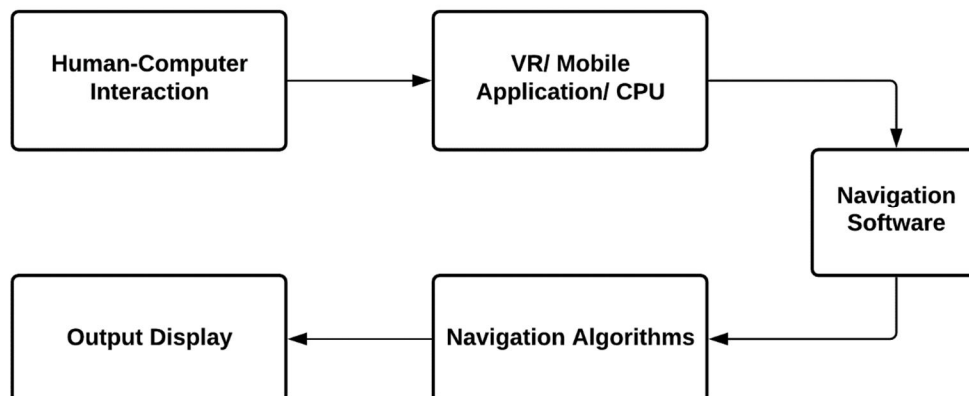 Human-Computer
Interaction
VR/ Mobile
Application/ CPU
Navigation
Software
Output Display
Navigation Algorithms